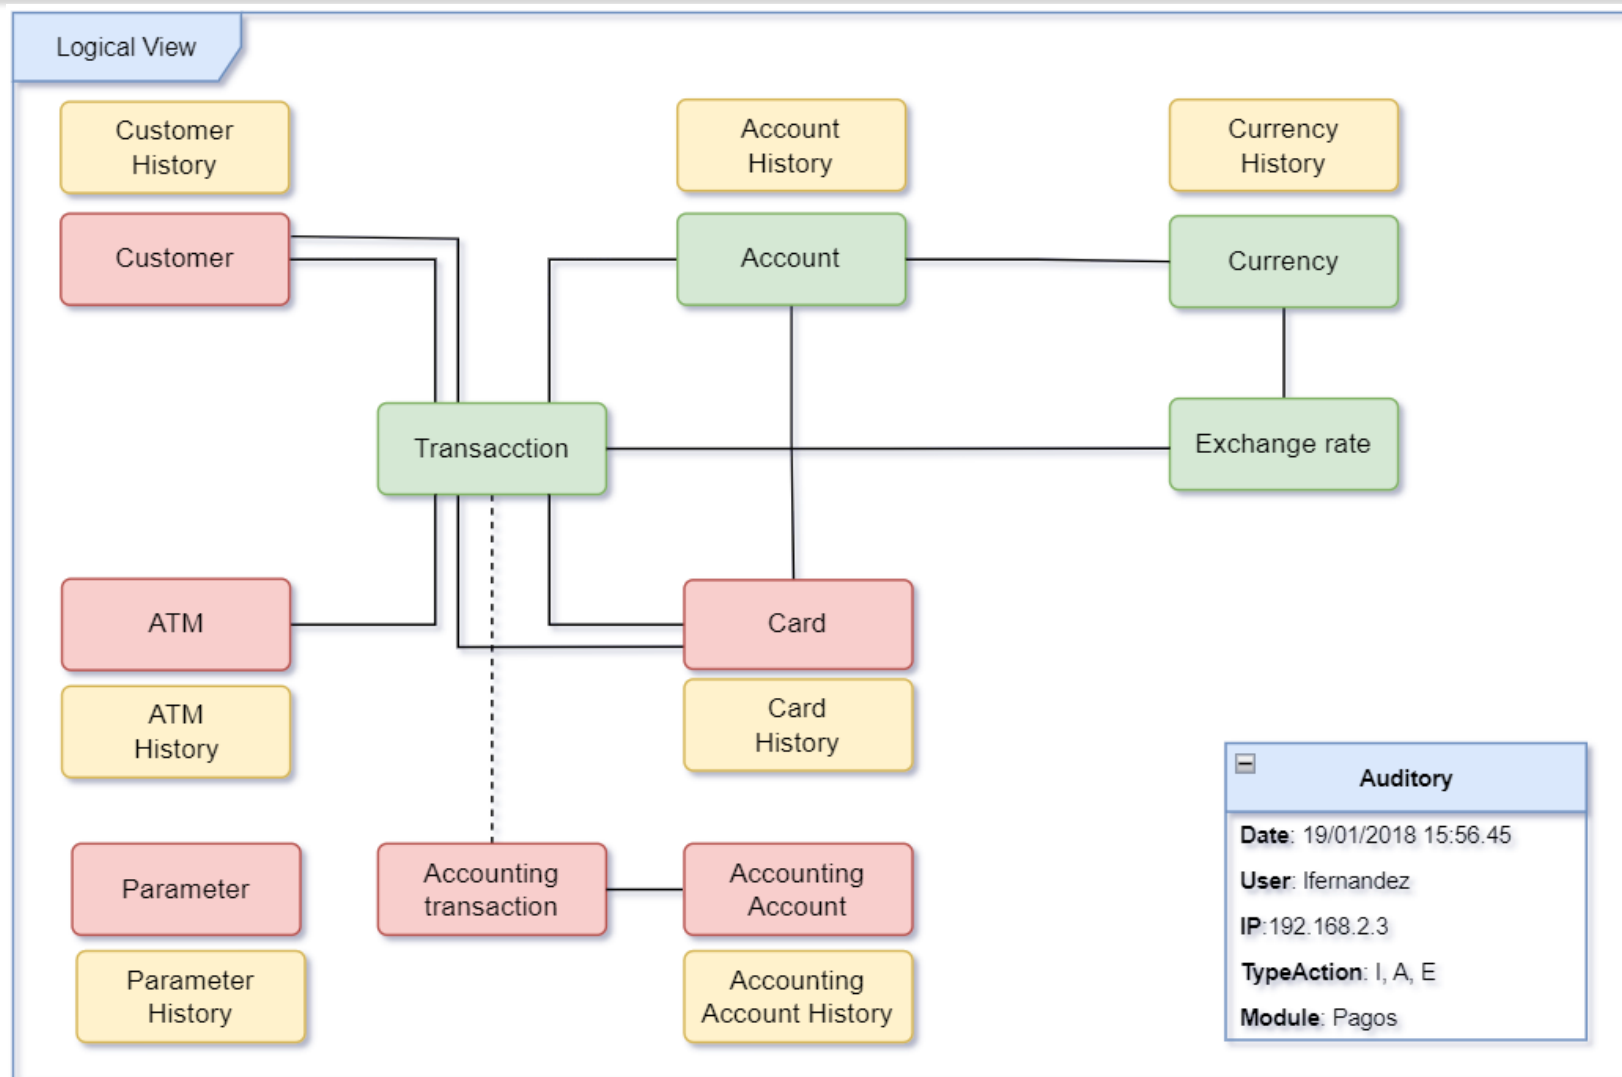 Logical View
Customer
History
Account
History
Currency
History
Customer
Account
Currency
Transacction
Exchange rate
ATM
Card
ATM
History
Card
History
Auditory
Date: 19/01/2018 15:56.45
User: lfernandez
IP:192.168.2.3
TypeAction: I, A, E
Module: Pagos
Parameter
Accounting
transaction
Accounting
Account
Parameter
History
Accounting
Account History